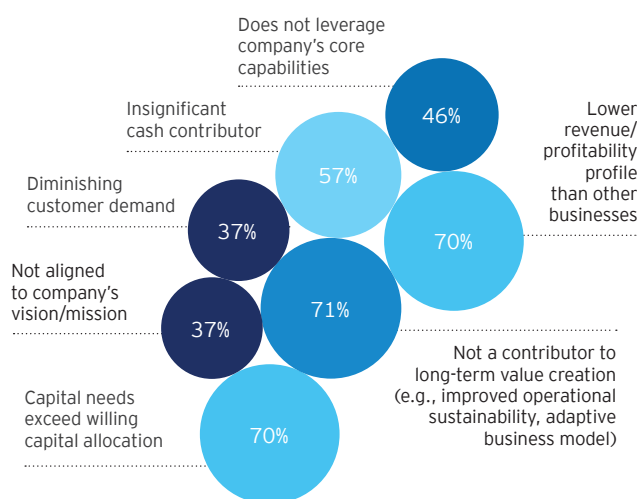 Does not leverage
company’s core
capabilities
46%
Insignificant
cash contributor
57%
Lower
revenue/
profitability
profile
than other
businesses
70%
Diminishing
customer demand
37%
Not aligned
to company’s
vision/mission
37%
71%
Not a contributor to
long-term value creation
(e.g., improved operational
sustainability, adaptive
business model)
Capital needs
exceed willing
capital allocation
70%